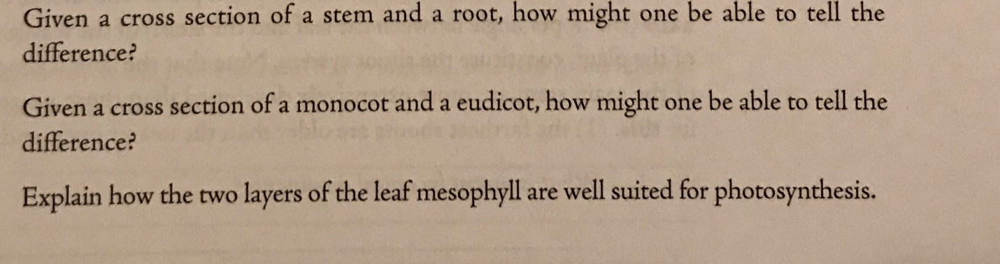 Given a cross section of a stem and a root, how might one be able to tell the
difference?
Given a cross section of a monocot and a eudicot, how might one be able to tell the
difference?
Explain how the two layers of the leaf mesophyll are well suited for photosynthesis.